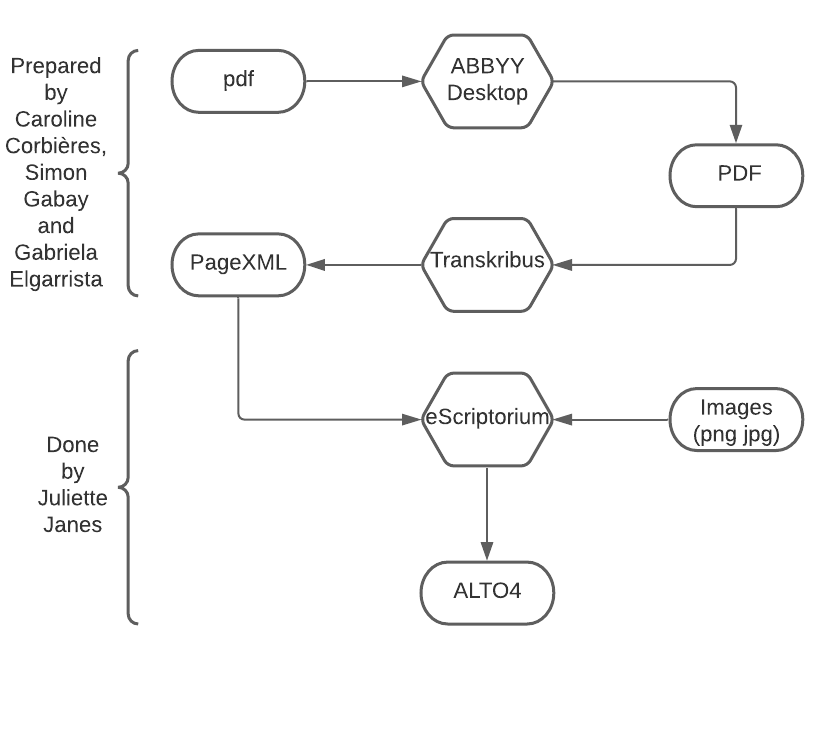 Prepared
by
Caroline
Corbières,
Simon
Gabay
and
Gabriela
Elgarrista
pdf
ABBYY
Desktop
PDF
Transkribus
PageXML
Done
by
Juliette
Janes
eScriptorium
Images
(png jpg)
ALTO4